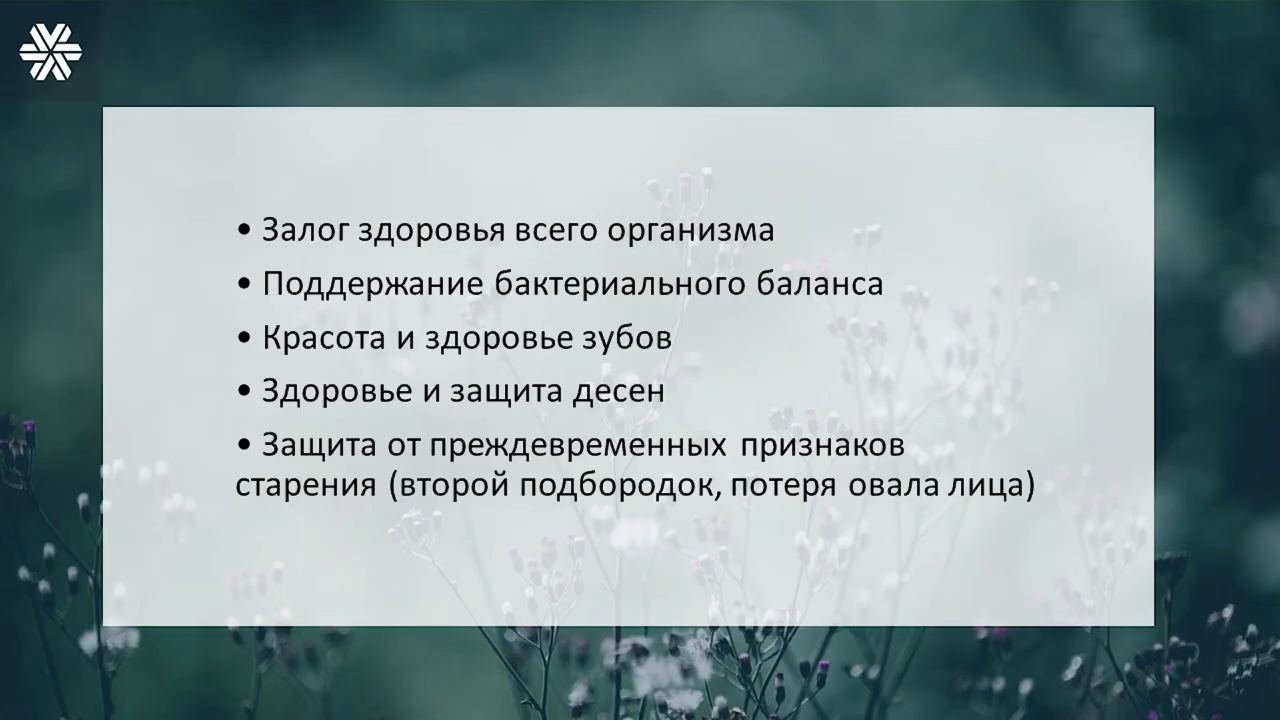 • Залог здоровья всего организма
• Поддержание бактериального баланса
• Красота и здоровье зубов
• Здоровье и защита десен
• Защита от преждевременных признаков
старения (второй подбородок, потеря овала лица)